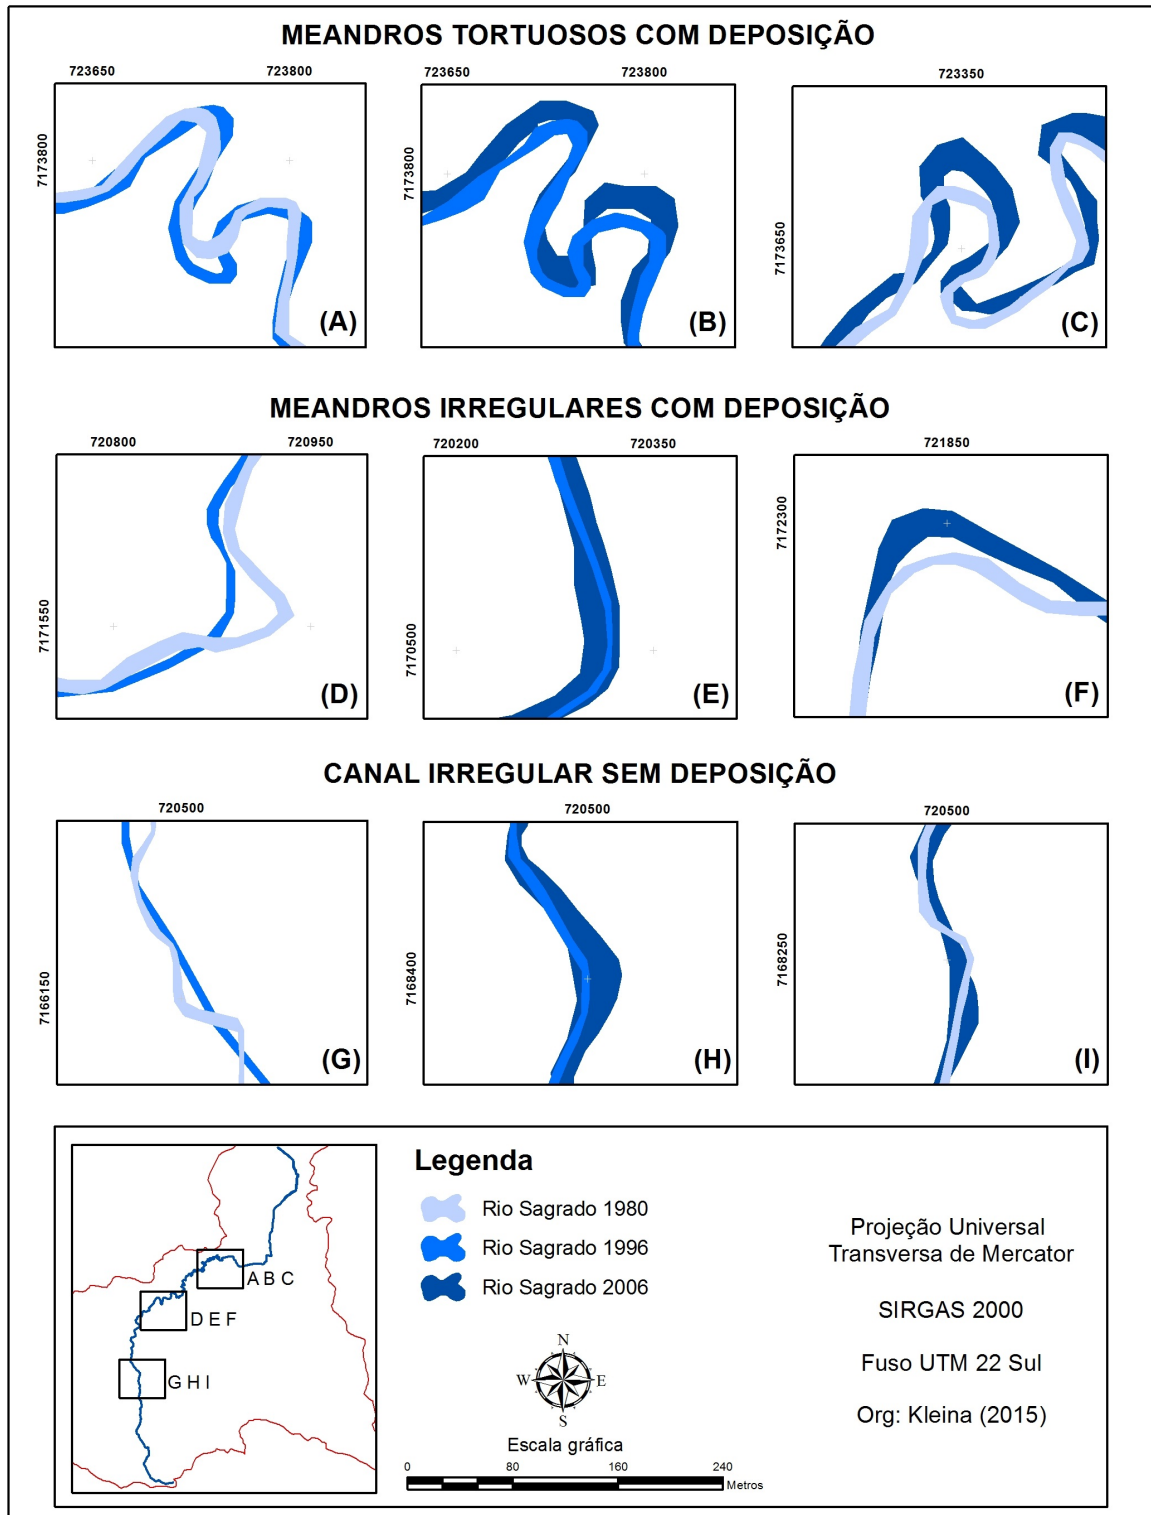 MEANDROS TORTUOSOS COM DEPOSIÇÃO
723650 723800
7173800
(A)
723650 723800
7173800
(B)
723350
7173650
(C)
MEANDROS IRREGULARES COM DEPOSIÇÃO
720800 720950
7171550
(D)
720200 720350
7170500
(E)
721850
7172300
(F)
CANAL IRREGULAR SEM DEPOSIÇÃO
720500
7166150
(G)
720500
7168400
(H)
720500
7168250
(I)
A B C
D E F
G H I
Legenda
Rio Sagrado 1980
Rio Sagrado 1996
Rio Sagrado 2006
N
W E
S
Escala gráfica
0 80 160 240
Metros
Projeção Universal
Transversa de Mercator
SIRGAS 2000
Fuso UTM 22 Sul
Org: Kleina (2015)